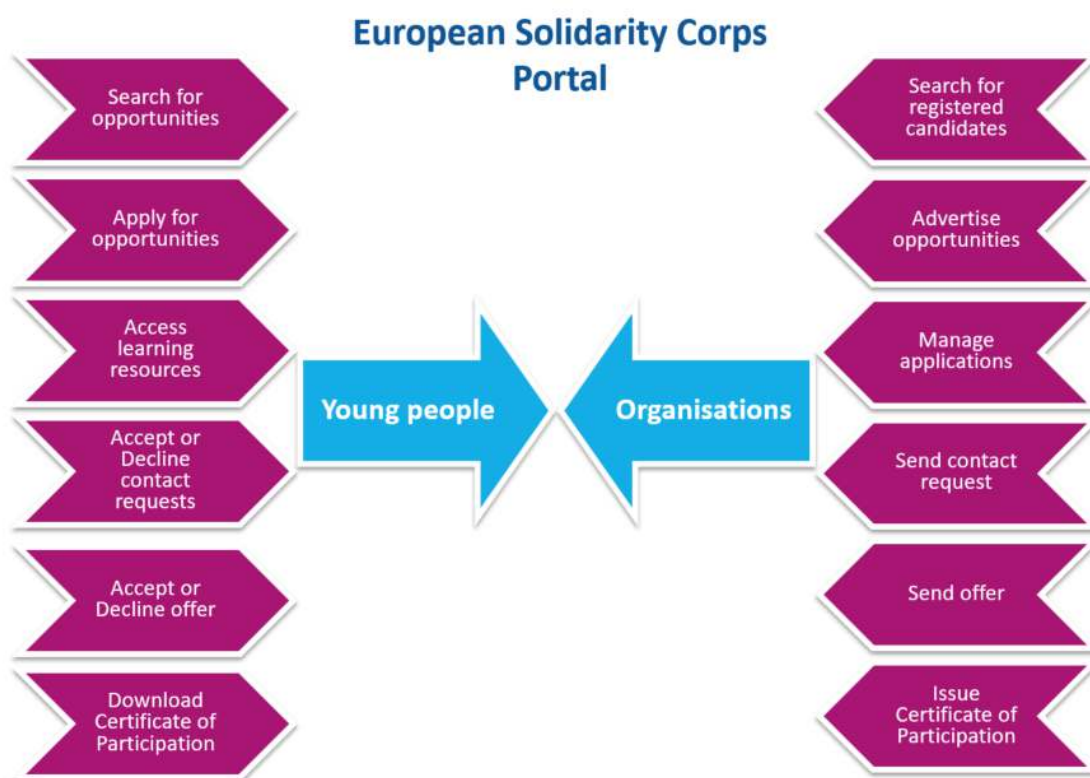 European Solidarity Corps
Portal
Search for
opportunities
Apply for
opportunities
Access
learning
resources
Accept or
Decline
contact
requests
Accept or
Decline offer
Download
Certificate of
Participation
Young people
Organisations
Search for
registered
candidates
Advertise
opportunities
Manage
applications
Send contact
request
Send offer
Issue
Certificate of
Participation